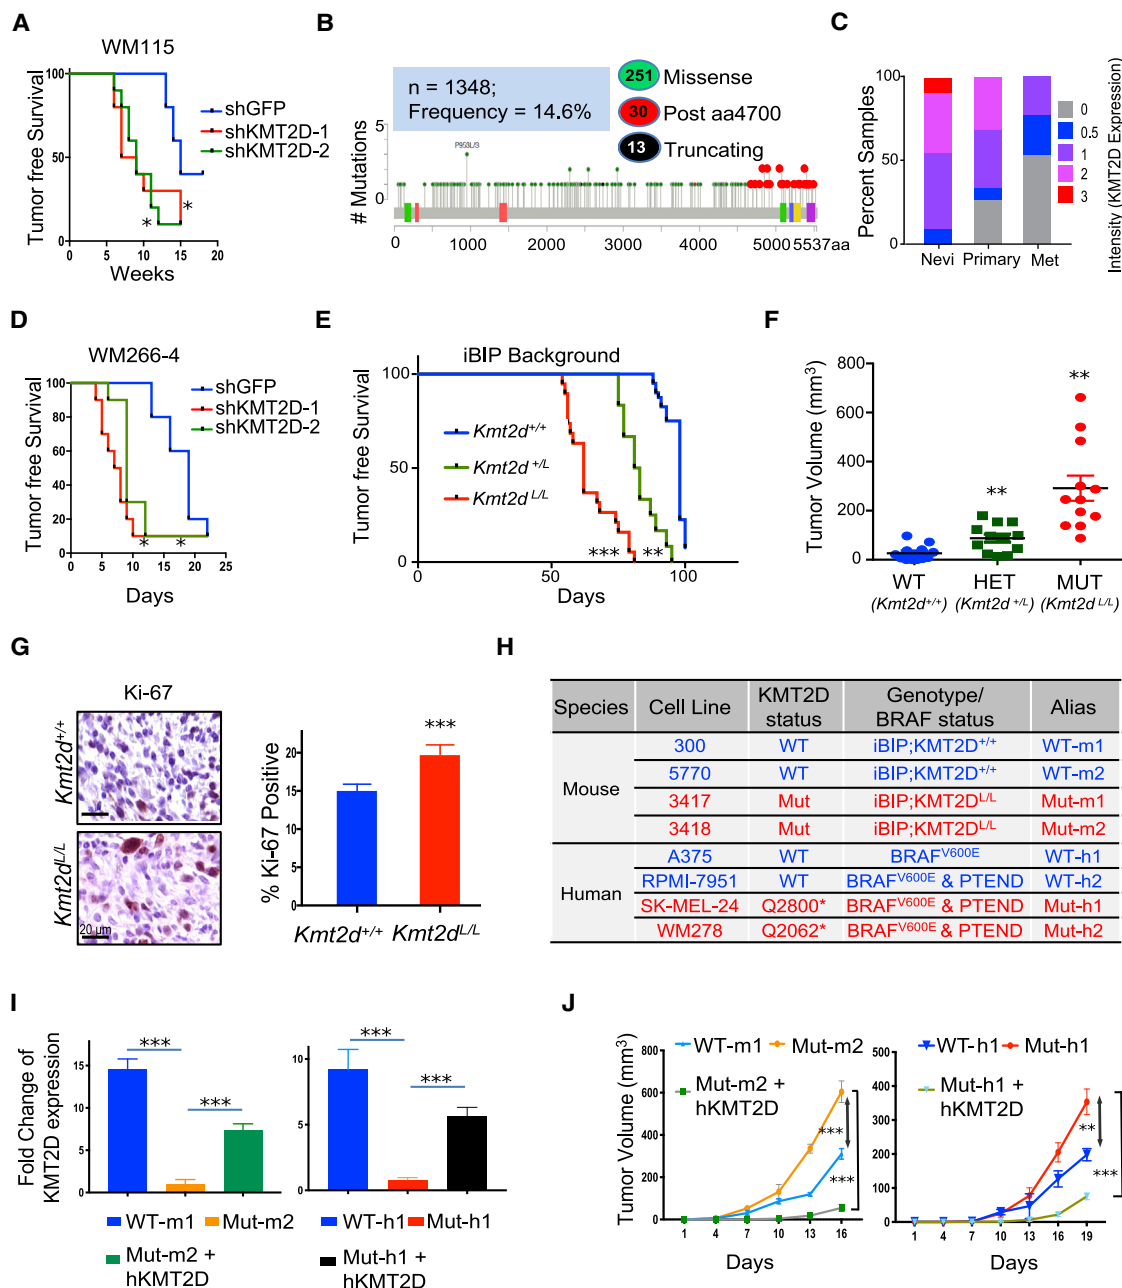 A
WM115
Tumor free Survival
100
50
0
0
5
10
15
20
Weeks
shGFP
shKMT2D-1
shKMT2D-2
*
*
B
n = 1348;
Frequency = 14.6%
251 Missense
30 Post aa4700
13 Truncating
# Mutations
5
0
P953L/S
0
1000
2000
3000
4000
5000
5537aa
C
Percent Samples
100
50
0
Nevi
Primary
Met
0
0.5
1
2
3
Intensity (KMT2D Expression)
D
WM266-4
Tumor free Survival
100
80
60
40
20
0
0
5
10
15
20
25
Days
shGFP
shKMT2D-1
shKMT2D-2
*
*
E
iBIP Background
Tumor free Survival
100
50
0
0
50
100
Days
Kmt2d+/+
Kmt2d +/L
Kmt2d L/L
***
**
F
Tumor Volume (mm3)
800
600
400
200
0
**
**
WT
HET
MUT
(Kmt2d+/+)
(Kmt2d +/L)
(Kmt2d L/L)
G
Ki-67
Kmt2d+/+
Kmt2dL/L
20 um
% Ki-67 Positive
20
15
10
5
0
***
Kmt2d+/+
Kmt2dL/L
H
Species Cell Line KMT2D status Genotype/ BRAF status Alias
Mouse
300 WT iBIP;KMT2D+/+ WT-m1
5770 WT iBIP;KMT2D+/+ WT-m2
3417 Mut iBIP;KMT2DL/L Mut-m1
3418 Mut iBIP;KMT2DL/L Mut-m2
Human
A375 WT BRAFV600E WT-h1
RPMI-7951 WT BRAFV600E & PTEND WT-h2
SK-MEL-24 Q2800* BRAFV600E & PTEND Mut-h1
WM278 Q2062* BRAFV600E & PTEND Mut-h2
I
Fold Change of
KMT2D expression
15
10
5
0
***
***
WT-m1
Mut-m2
Mut-m2 +
hKMT2D
10
5
0
***
***
WT-h1
Mut-h1
Mut-h1 +
hKMT2D
J
Tumor Volume (mm3)
800
600
400
200
0
1
4
7
10
13
16
Days
WT-m1
Mut-m2
Mut-m2 +
hKMT2D
***
***
500
400
300
200
100
0
1
4
7
10
13
16
19
Days
WT-h1
Mut-h1
Mut-h1 +
hKMT2D
**
***